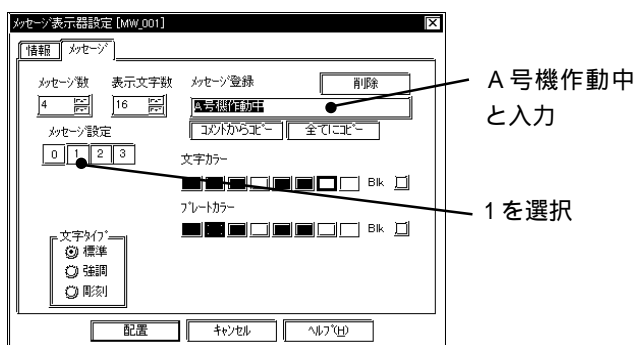 メッセージ表示器設定 [MW_001]
情報 メッセージ
メッセージ数 表示文字数 メッセージ登録 削除
4 16 A号機作動中
コメントからコピー 全てにコピー
メッセージ設定
0 1 2 3
文字カラー
Blk
プレートカラー
Blk
文字タイプ
標準
強調
彫刻
配置 キャンセル ヘルプ(H)
A号機作動中
と入力
1を選択